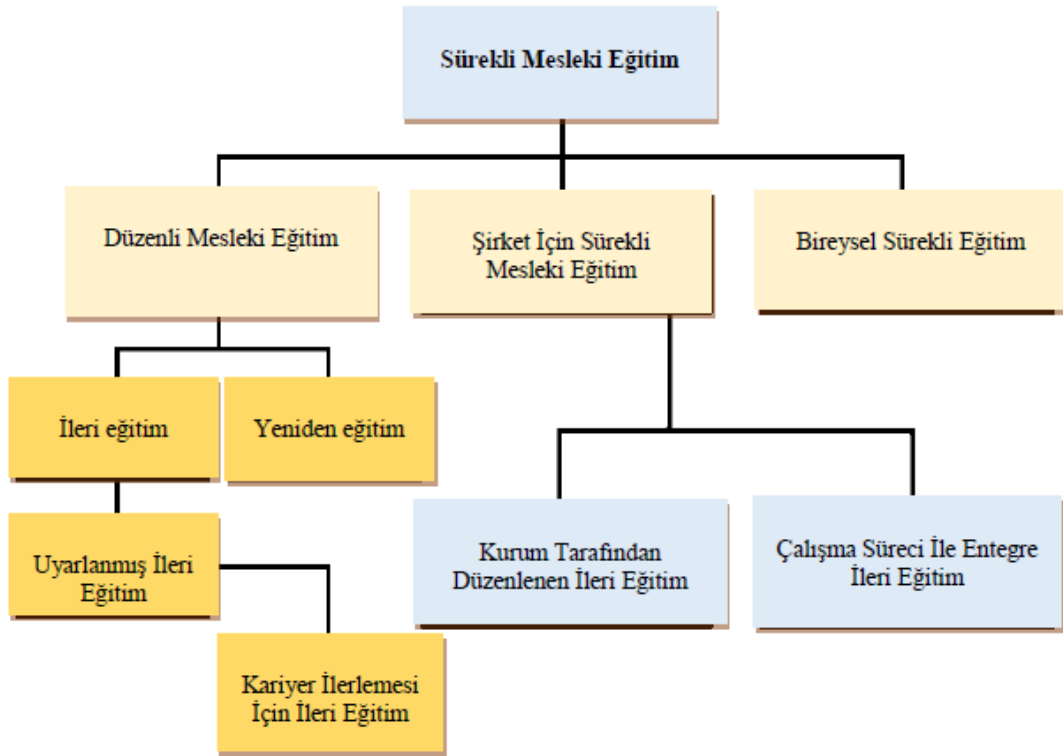 Sürekli Mesleki Eğitim
Düzenli Mesleki Eğitim
Şirket İçin Sürekli
Mesleki Eğitim
Bireysel Sürekli Eğitim
İleri eğitim
Yeniden eğitim
Uyarlanmış İleri
Eğitim
Kurum Tarafından
Düzenlenen İleri Eğitim
Çalışma Süreci İle Entegre
İleri Eğitim
Kariyer İlerlemesi
İçin İleri Eğitim